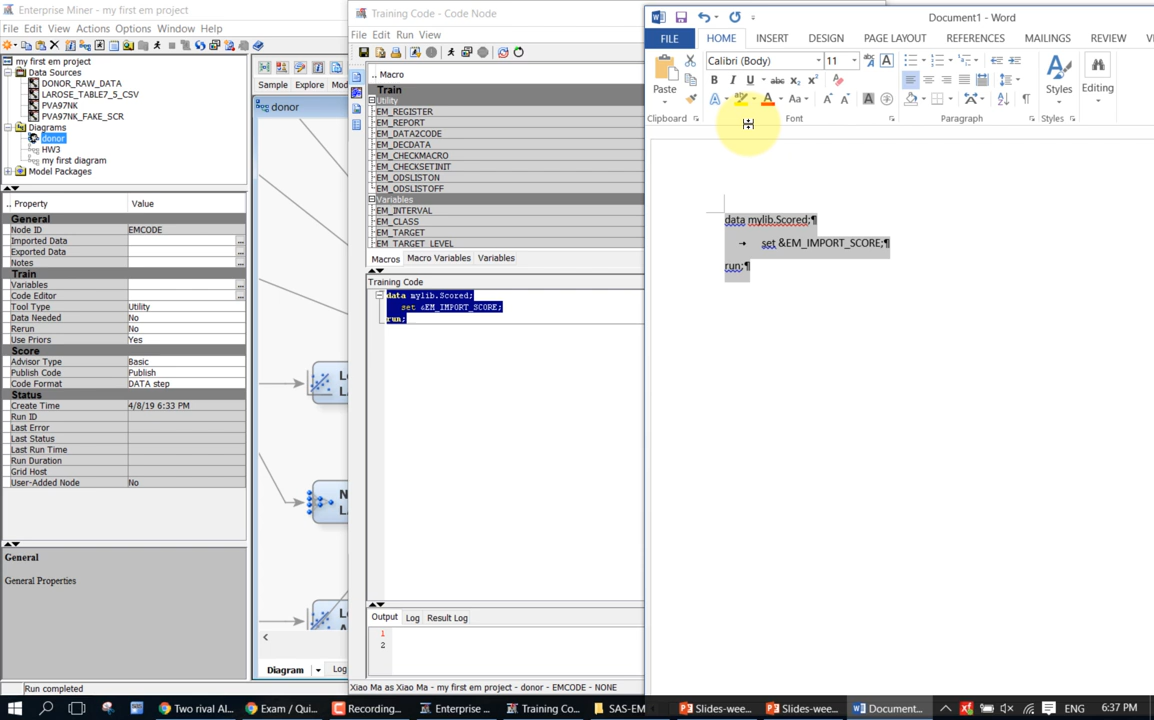 Enterprise Miner - my first em project
File Edit View Actions Options Window Help
my first em project
Data Sources
DONOR_RAW_DATA
LAROSE_TABLE7_5_CSV
PVA97NK
PVA97NK_FAKE_SCR
Diagrams
donor
HW3
my first diagram
Model Packages
Property Value
General
Node ID EMCODE
Imported Data ...
Exported Data ...
Notes ...
Train
Variables ...
Code Editor ...
Tool Type Utility
Data Needed No
Rerun No
Use Priors Yes
Score
Advisor Type Basic
Publish Code Publish
Code Format DATA step
Status
Create Time 4/8/19 6:33 PM
Run ID
Last Error
Last Status
Last Run Time
Run Duration
Grid Host
User-Added Node No
General
General Properties
Run completed
Sample Explore Mod
donor
Diagram Log
Training Code - Code Node
File Edit Run View
.. Macro
Train
Utility
EM_REGISTER
EM_REPORT
EM_DATA2CODE
EM_DECDATA
EM_CHECKMACRO
EM_CHECKSETINIT
EM_ODSLISTON
EM_ODSLISTOFF
Variables
EM_INTERVAL
EM_CLASS
EM_TARGET
EM_TARGET_LEVEL
Macros Macro Variables Variables
Training Code
data mylib.Scored;
set &EM_IMPORT_SCORE;
run;
Output Log Result Log
1
2
Xiao Ma as Xiao Ma - my first em project - donor - EMCODE - NONE
Document1 - Word
FILE HOME INSERT DESIGN PAGE LAYOUT REFERENCES MAILINGS REVIEW
Calibri (Body) 11
Paste
Styles
Editing
Clipboard Font Paragraph Styles
data mylib.Scored;¶
→ set &EM_IMPORT_SCORE;¶
run;¶
Two rival Al... Exam / Qui... Recording... Enterprise ... Training Co... SAS-EM Slides-wee... Slides-wee... Document... ENG 6:37 PM